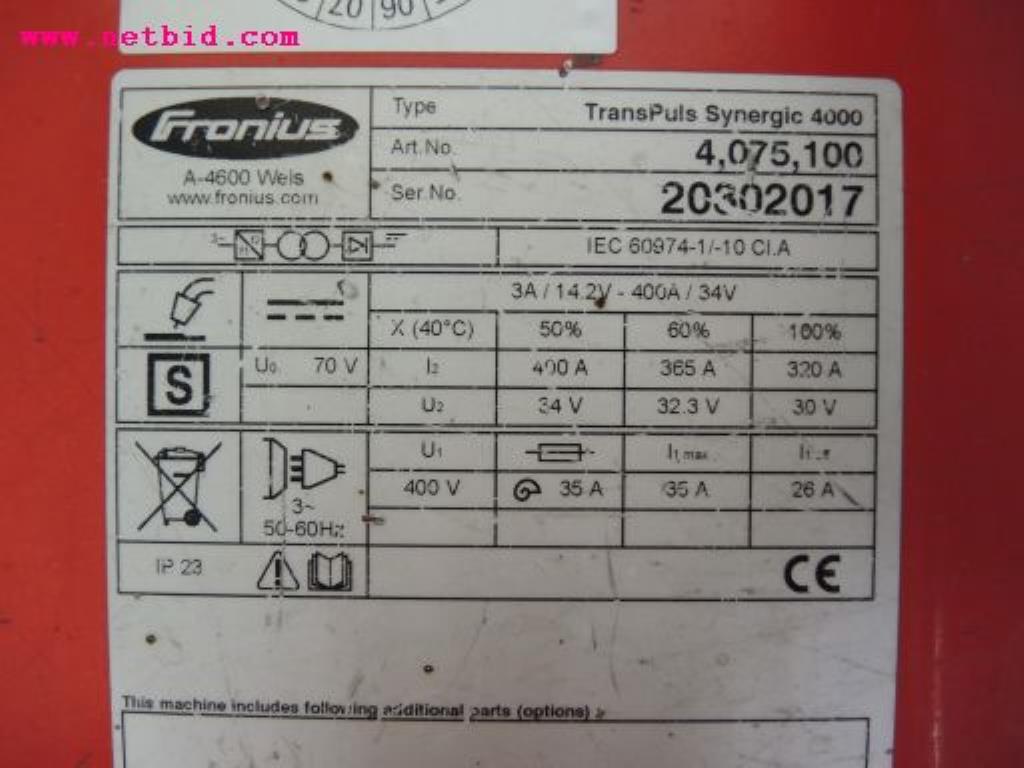 www.netbid.com
20 90
Fronius
A-4600 Wels
www.fronius.com
Type TransPuls Synergic 4000
Art.No. 4,075,100
Ser.No. 20302017
3~
IEC 60974-1/-10 Cl.A
3A / 14.2V - 400A / 34V
X (40°C) 50% 60% 100%
S
U0 70 V I2 400 A 365 A 320 A
U2 34 V 32.3 V 30 V
U1 I1max I1eff
400 V 35 A 35 A 26 A
3~
50-60Hz
IP 23 CE
This machine includes following additional parts (options) :